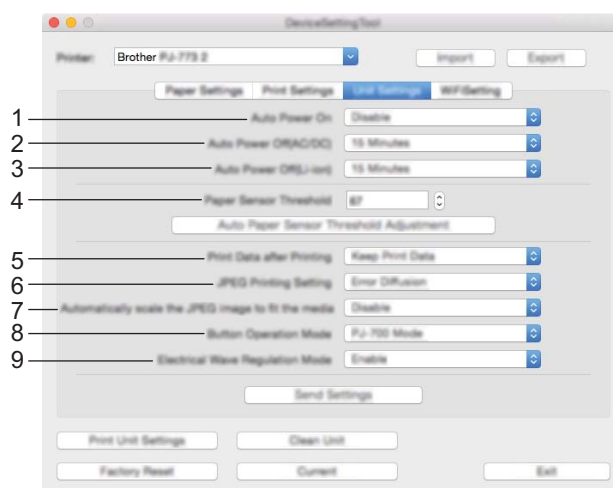 DeviceSettingTool
Printer: Brother PJ-773 2 Import Export
Paper Settings Print Settings Unit Settings WiFiSetting
1 Auto Power On Disable
2 Auto Power Off(AC/DC) 15 Minutes
3 Auto Power Off(Li-ion) 15 Minutes
4 Paper Sensor Threshold 67
Auto Paper Sensor Threshold Adjustment
5 Print Data after Printing Keep Print Data
6 JPEG Printing Setting Error Diffusion
7 Automatically scale the JPEG image to fit the media Disable
8 Button Operation Mode PJ-700 Mode
9 Electrical Wave Regulation Mode Enable
Send Settings
Print Unit Settings Clean Unit
Factory Reset Current Exit